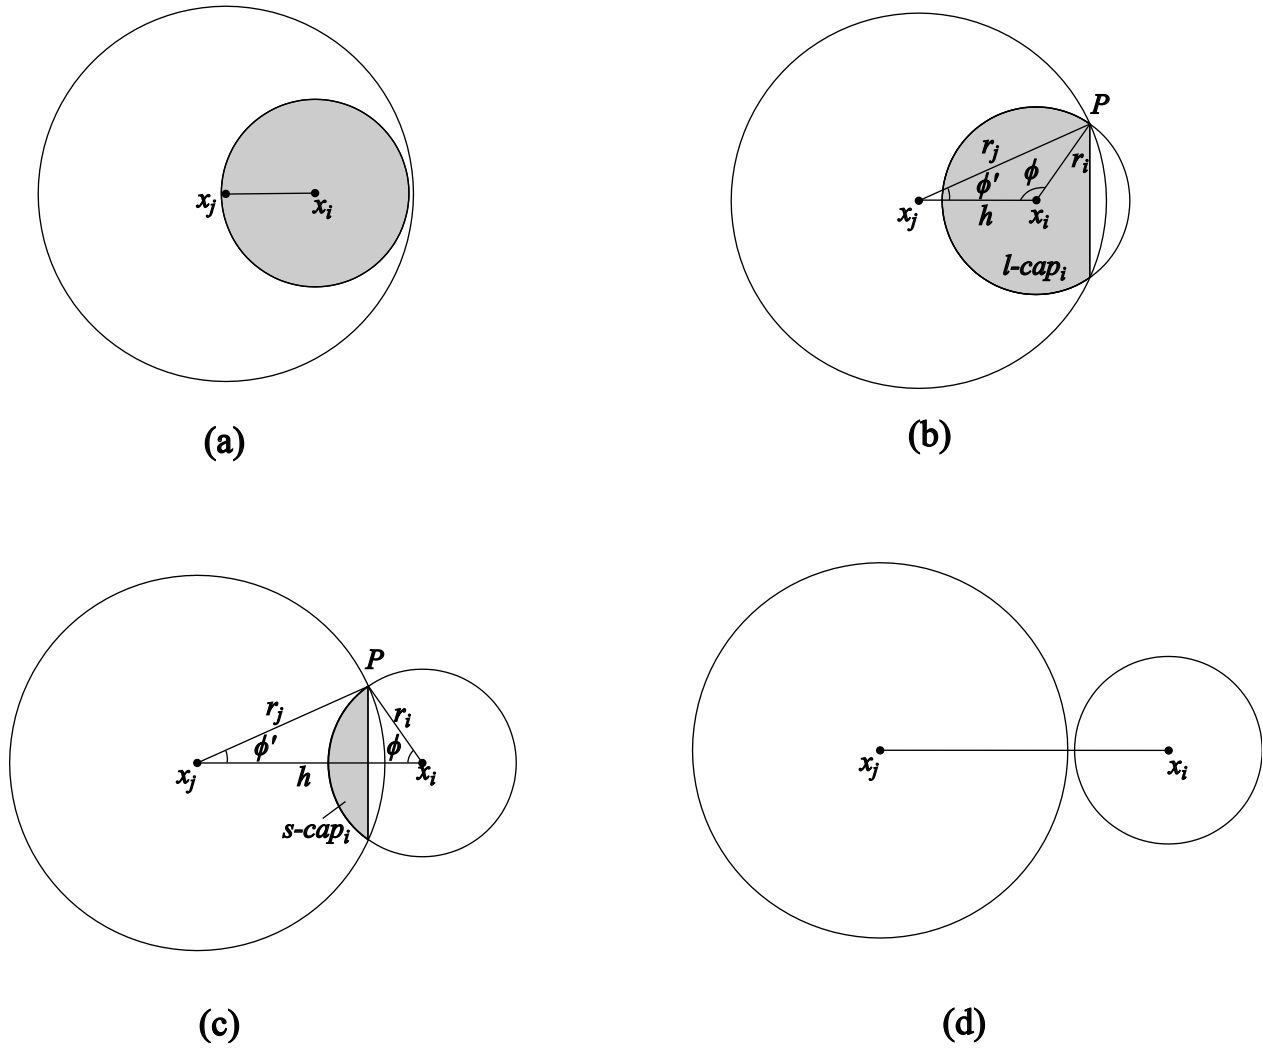 x_j x_i
(a)
P
r_j ϕ r_i
ϕ'
x_j h x_i
l-cap_i
(b)
P
r_j r_i
ϕ' ϕ
x_j h x_i
s-cap_i
(c)
x_j x_i
(d)